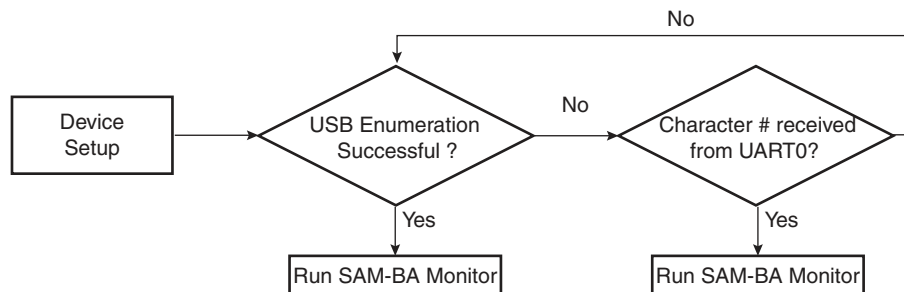 No
Device
Setup
USB Enumeration
Successful ?
No
Character # received
from UART0?
Yes
Yes
Run SAM-BA Monitor
Run SAM-BA Monitor